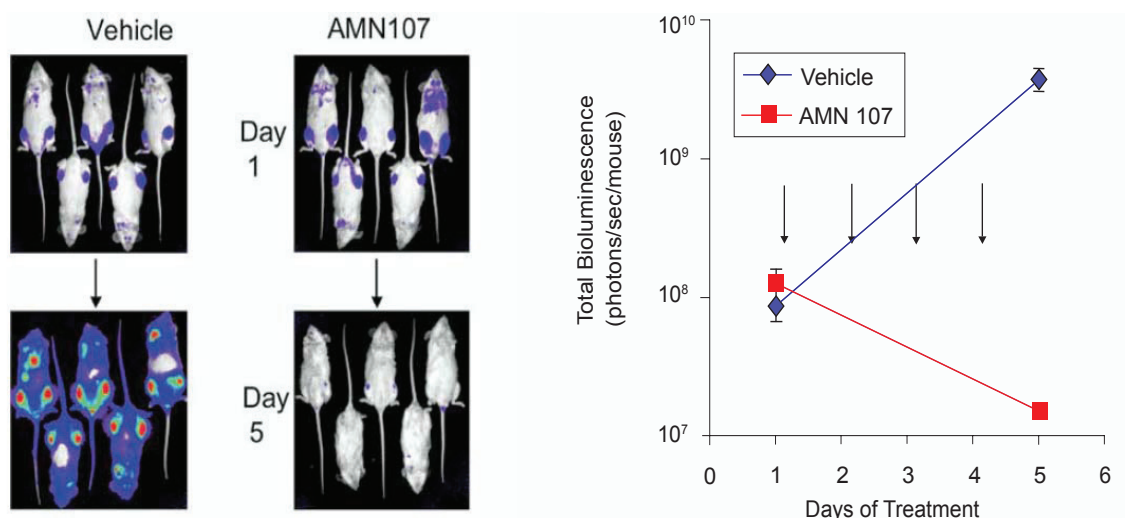 Vehicle
AMN107
Day
1
Day
5
10^10
Vehicle
AMN 107
10^9
10^8
10^7
Total Bioluminescence
(photons/sec/mouse)
0 1 2 3 4 5 6
Days of Treatment